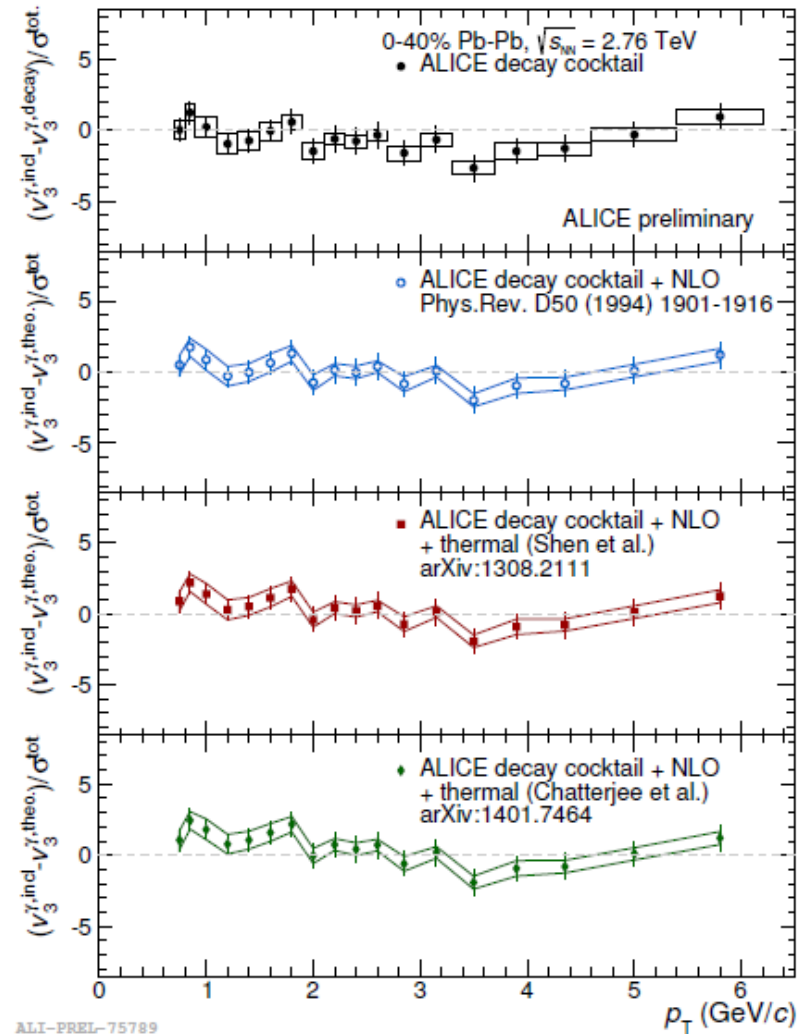 0-40% Pb-Pb, √s_NN = 2.76 TeV
ALICE decay cocktail
(v_3^{γ,incl}-v_3^{γ,decay})/σ^{tot.}
5
0
-5
ALICE preliminary
ALICE decay cocktail + NLO
Phys.Rev. D50 (1994) 1901-1916
(v_3^{γ,incl}-v_3^{γ,theo.})/σ^{tot}
5
0
-5
ALICE decay cocktail + NLO
+ thermal (Shen et al.)
arXiv:1308.2111
(v_3^{γ,incl}-v_3^{γ,theo.})/σ^{tot}
5
0
-5
ALICE decay cocktail + NLO
+ thermal (Chatterjee et al.)
arXiv:1401.7464
(v_3^{γ,incl}-v_3^{γ,theo.})/σ^{tot}
5
0
-5
0 1 2 3 4 5 6
p_T (GeV/c)
ALI-PREL-75789